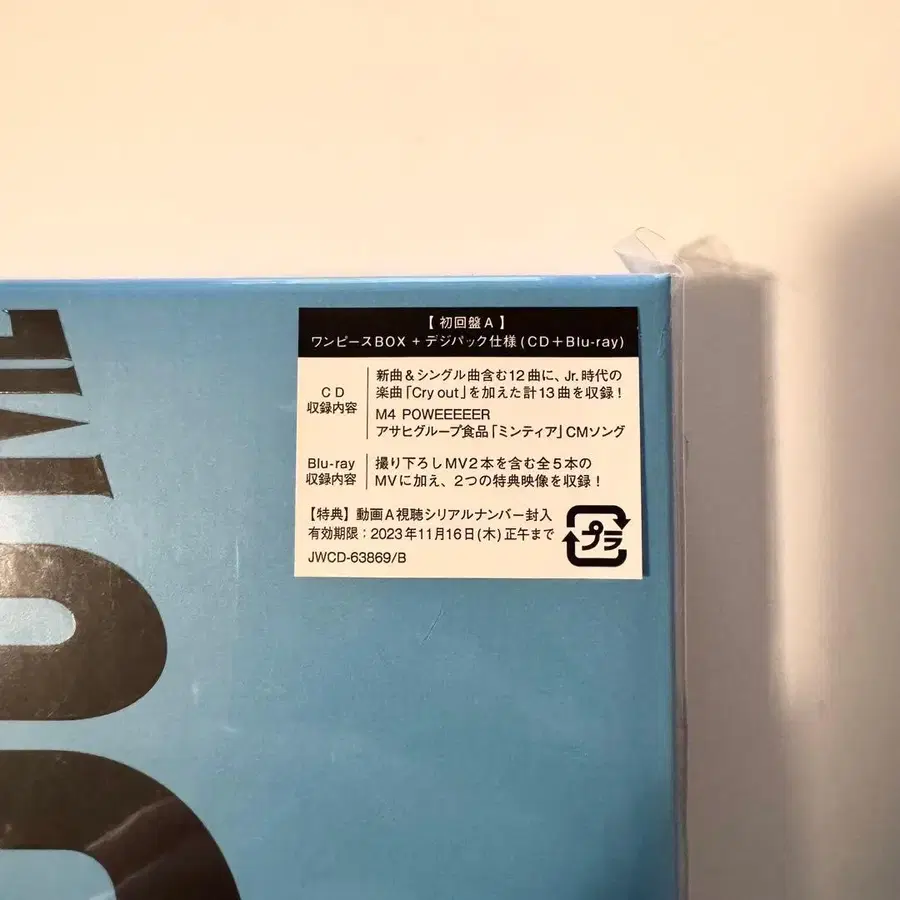 【 初回盤A 】
ワンピースBOX + デジパック仕様(CD+Blu-ray)
CD
収録内容
新曲&シングル曲含む12曲に、Jr.時代の
楽曲「Cry out」を加えた計13曲を収録!
M4 POWEEEEER
アサヒグループ食品「ミンティア」CMソング
Blu-ray
収録内容
撮り下ろしMV2本を含む全5本の
MVに加え、2つの特典映像を収録!
【特典】動画A視聴シリアルナンバー封入
有効期限:2023年11月16日(木)正午まで
プラ
JWCD-63869/B